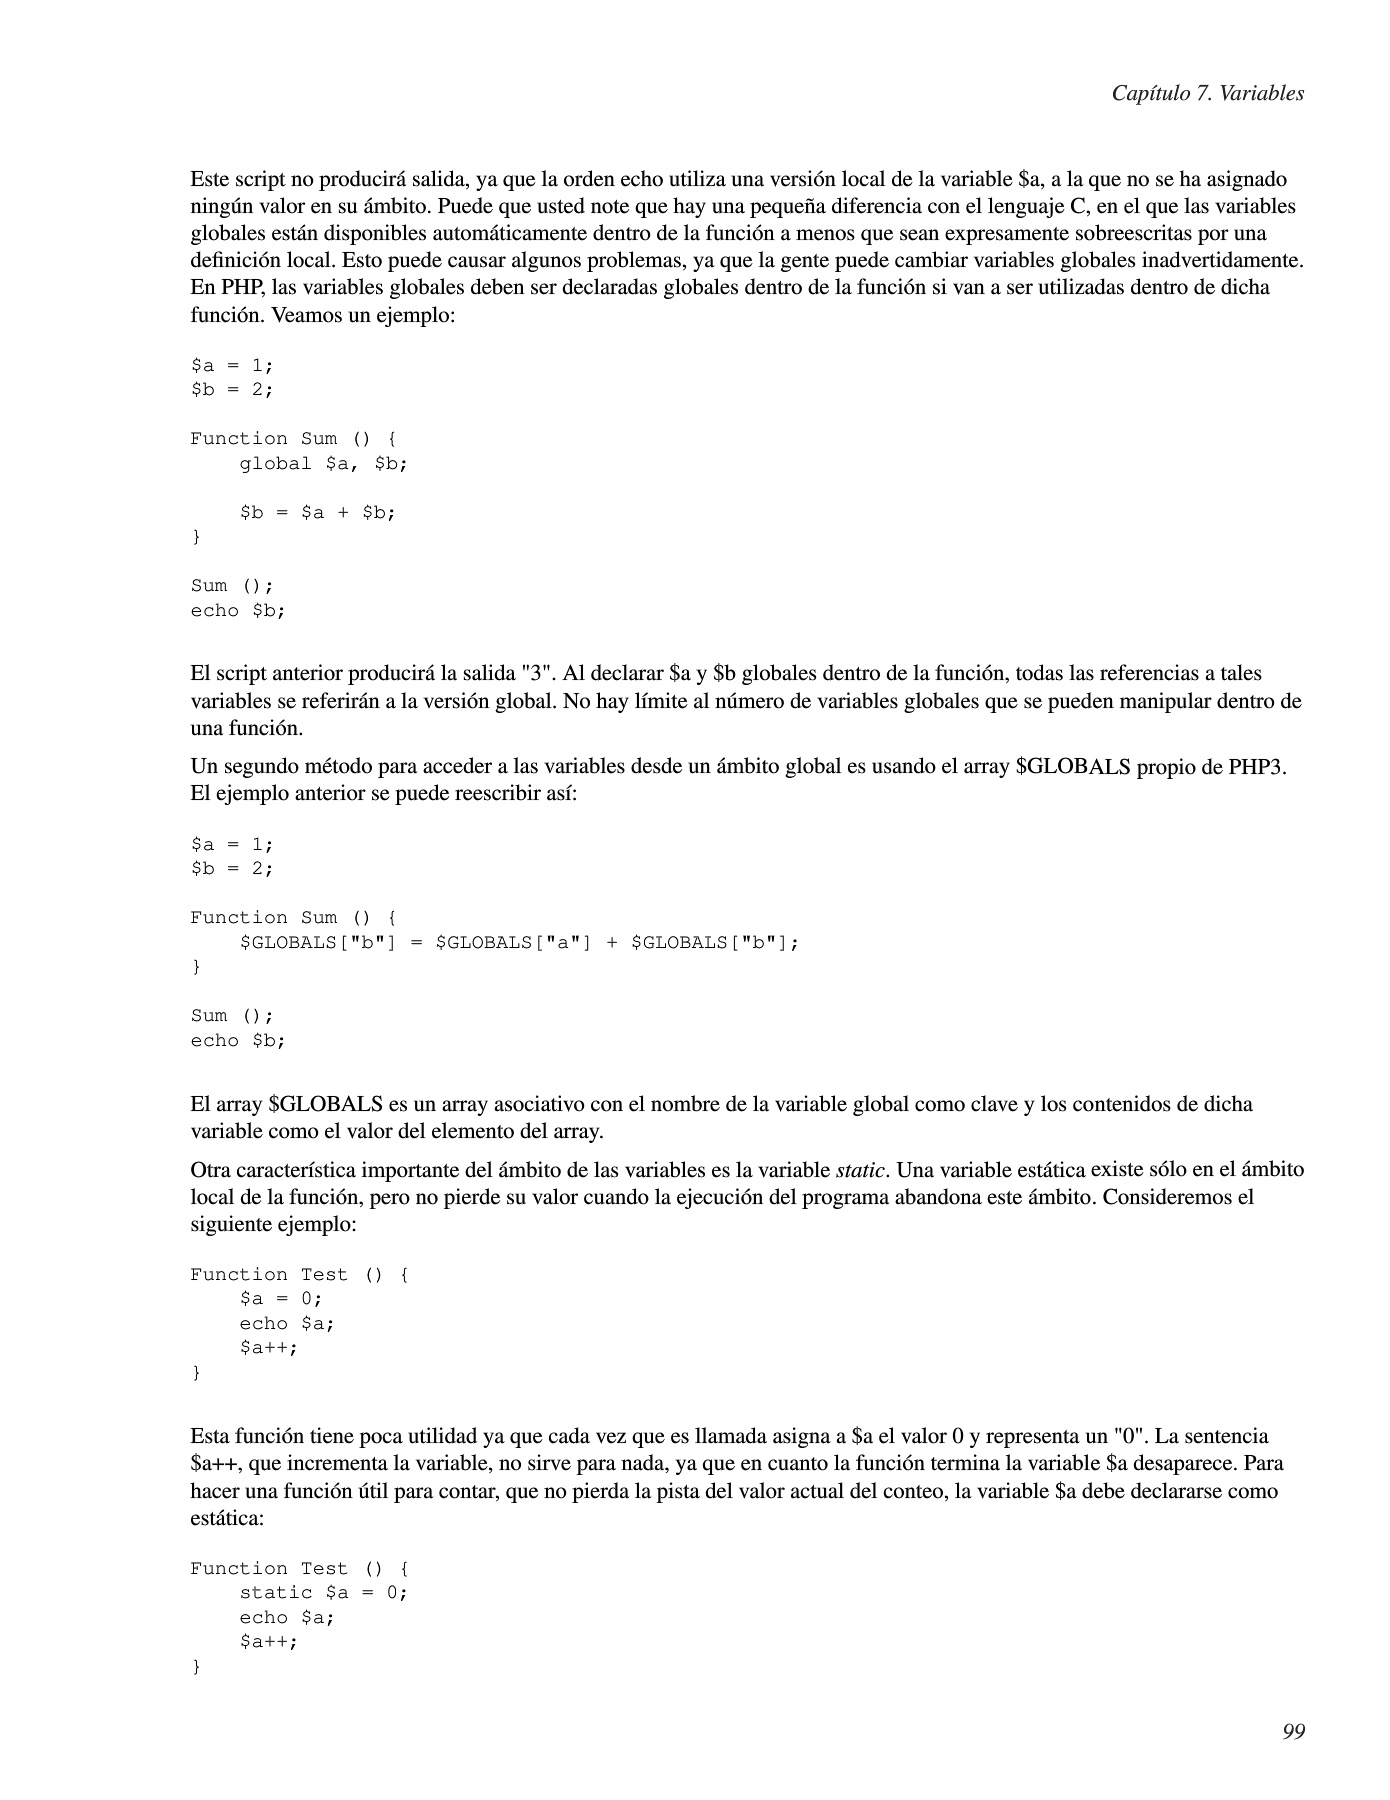 Capítulo 7. Variables
Este script no producirá salida, ya que la orden echo utiliza una versión local de la variable $a, a la que no se ha asignado
ningún valor en su ámbito. Puede que usted note que hay una pequeña diferencia con el lenguaje C, en el que las variables
globales están disponibles automáticamente dentro de la función a menos que sean expresamente sobreescritas por una
definición local. Esto puede causar algunos problemas, ya que la gente puede cambiar variables globales inadvertidamente.
En PHP, las variables globales deben ser declaradas globales dentro de la función si van a ser utilizadas dentro de dicha
función. Veamos un ejemplo:
$a = 1;
$b = 2;
Function Sum () {
    global $a, $b;
    $b = $a + $b;
}
Sum ();
echo $b;
El script anterior producirá la salida "3". Al declarar $a y $b globales dentro de la función, todas las referencias a tales
variables se referirán a la versión global. No hay límite al número de variables globales que se pueden manipular dentro de
una función.
Un segundo método para acceder a las variables desde un ámbito global es usando el array $GLOBALS propio de PHP3.
El ejemplo anterior se puede reescribir así:
$a = 1;
$b = 2;
Function Sum () {
    $GLOBALS["b"] = $GLOBALS["a"] + $GLOBALS["b"];
}
Sum ();
echo $b;
El array $GLOBALS es un array asociativo con el nombre de la variable global como clave y los contenidos de dicha
variable como el valor del elemento del array.
Otra característica importante del ámbito de las variables es la variable static. Una variable estática existe sólo en el ámbito
local de la función, pero no pierde su valor cuando la ejecución del programa abandona este ámbito. Consideremos el
siguiente ejemplo:
Function Test () {
    $a = 0;
    echo $a;
    $a++;
}
Esta función tiene poca utilidad ya que cada vez que es llamada asigna a $a el valor 0 y representa un "0". La sentencia
$a++, que incrementa la variable, no sirve para nada, ya que en cuanto la función termina la variable $a desaparece. Para
hacer una función útil para contar, que no pierda la pista del valor actual del conteo, la variable $a debe declararse como
estática:
Function Test () {
    static $a = 0;
    echo $a;
    $a++;
}
99